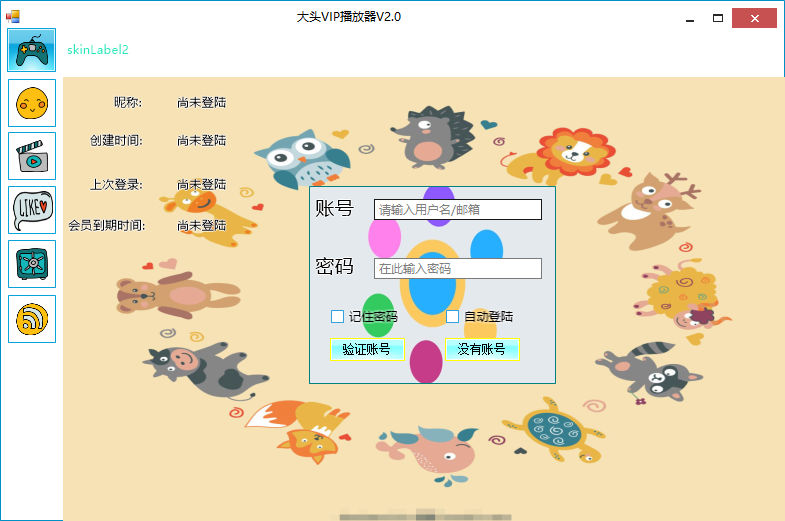 大头VIP播放器V2.0
skinLabel2
昵称: 尚未登陆
创建时间: 尚未登陆
上次登录: 尚未登陆
会员到期时间: 尚未登陆
账号 请输入用户名/邮箱
密码 在此输入密码
记住密码 自动登陆
验证账号 没有账号
LIKE